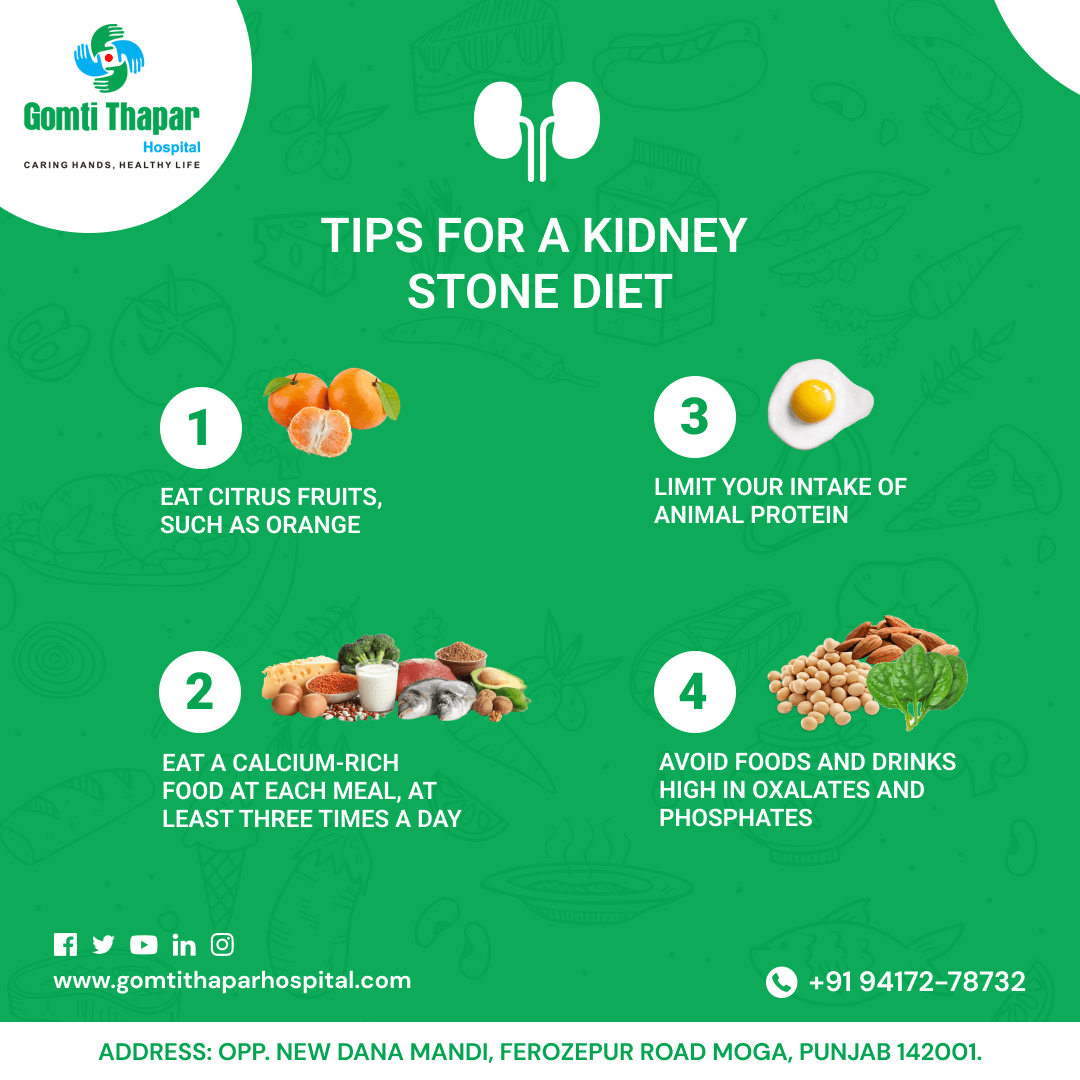 Gomti Thapar
Hospital
CARING HANDS, HEALTHY LIFE
TIPS FOR A KIDNEY
STONE DIET
1
EAT CITRUS FRUITS,
SUCH AS ORANGE
2
EAT A CALCIUM-RICH
FOOD AT EACH MEAL, AT
LEAST THREE TIMES A DAY
3
LIMIT YOUR INTAKE OF
ANIMAL PROTEIN
4
AVOID FOODS AND DRINKS
HIGH IN OXALATES AND
PHOSPHATES
www.gomtithaparhospital.com
+91 94172-78732
ADDRESS: OPP. NEW DANA MANDI, FEROZEPUR ROAD MOGA, PUNJAB 142001.